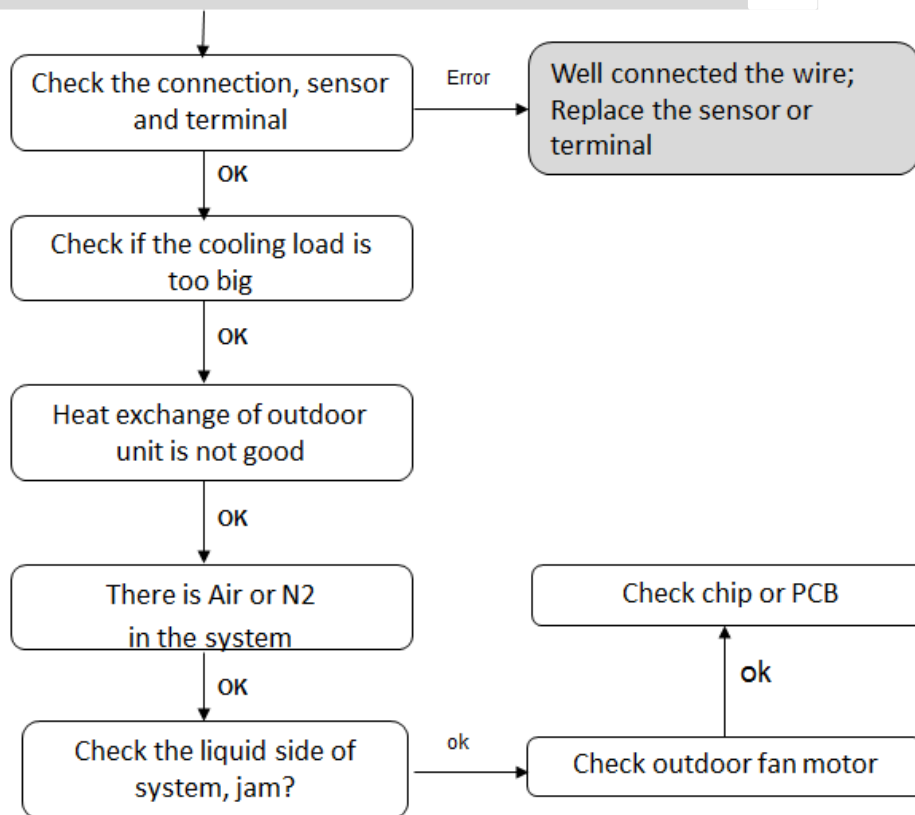 Check the connection, sensor
and terminal
Error
Well connected the wire;
Replace the sensor or
terminal
OK
Check if the cooling load is
too big
OK
Heat exchange of outdoor
unit is not good
OK
There is Air or N2
in the system
Check chip or PCB
OK
ok
Check the liquid side of
system, jam?
ok
Check outdoor fan motor